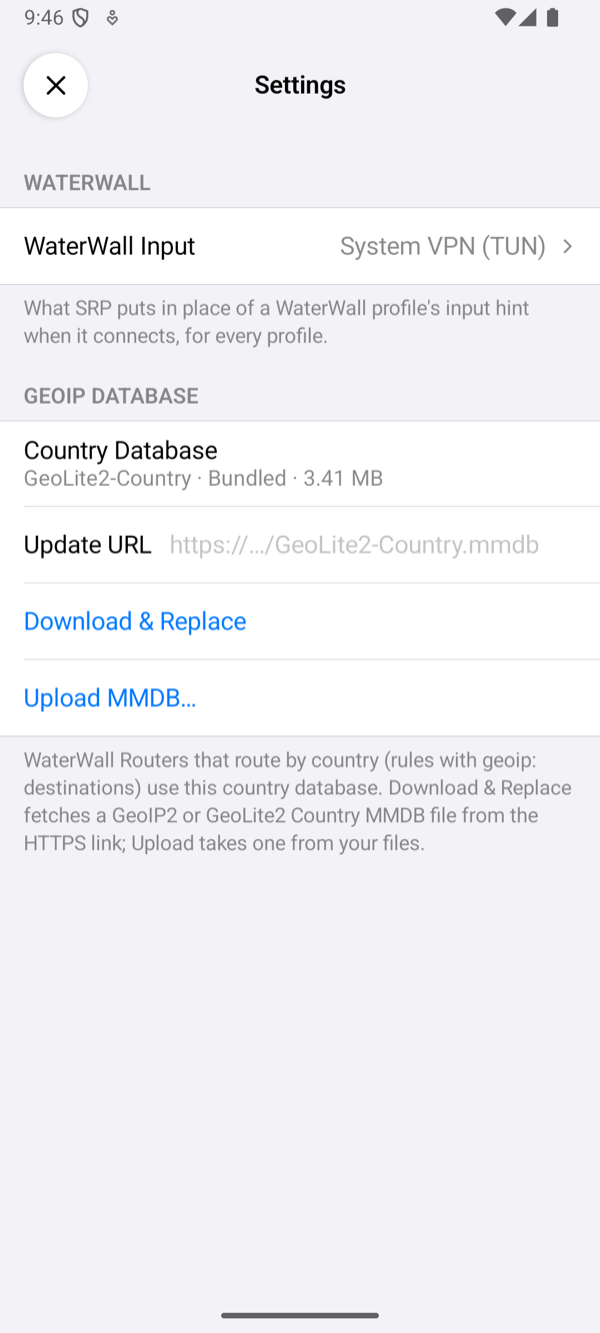 9:46
Settings
WATERWALL
WaterWall Input
System VPN (TUN)
What SRP puts in place of a WaterWall profile's input hint
when it connects, for every profile.
GEOIP DATABASE
Country Database
GeoLite2-Country · Bundled · 3.41 MB
Update URL https://.../GeoLite2-Country.mmdb
Download & Replace
Upload MMDB...
WaterWall Routers that route by country (rules with geoip:
destinations) use this country database. Download & Replace
fetches a GeoIP2 or GeoLite2 Country MMDB file from the
HTTPS link; Upload takes one from your files.